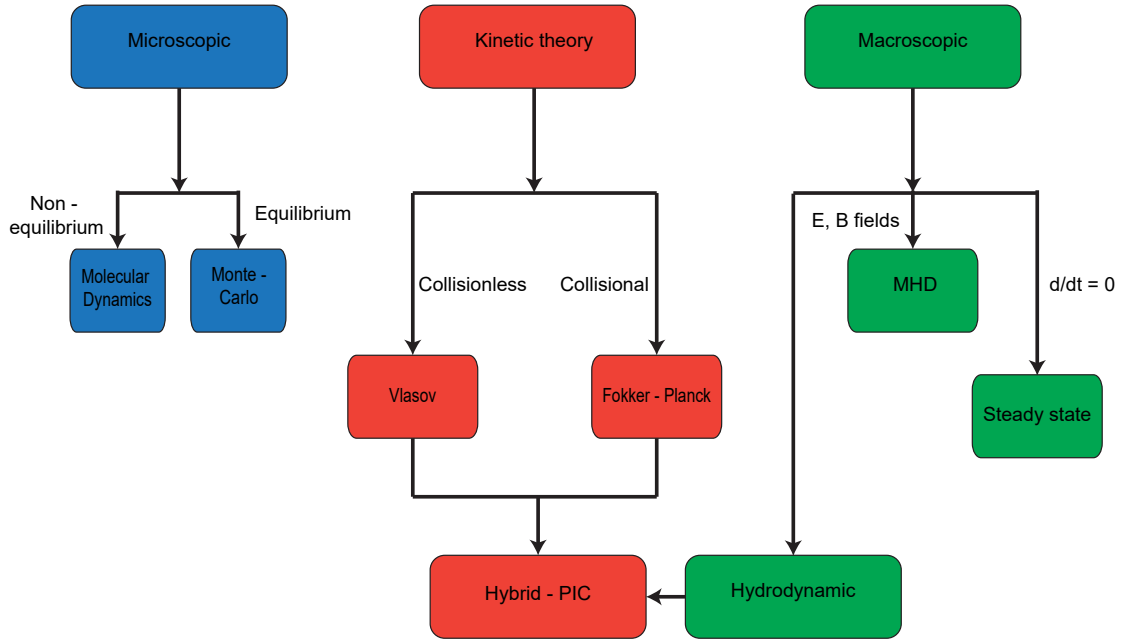 Microscopic
Kinetic theory
Macroscopic
Non -
equilibrium
Equilibrium
E, B fields
Molecular
Dynamics
Monte -
Carlo
Collisionless
Collisional
MHD
d/dt = 0
Vlasov
Fokker - Planck
Steady state
Hybrid - PIC
Hydrodynamic